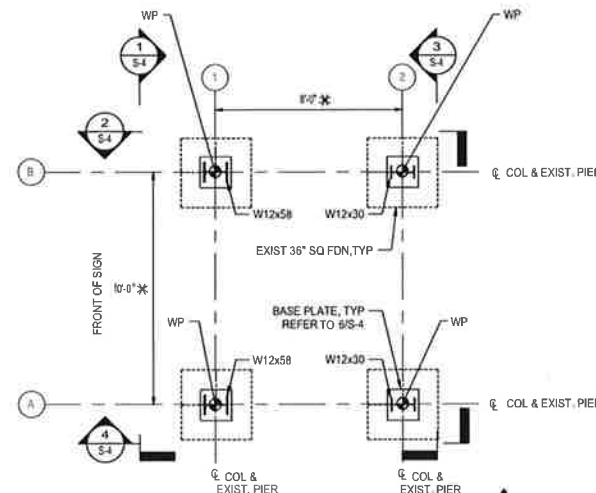 WP
WP
1
S-4
3
S-4
1
2
8'-0" ※
2
S-4
B
℄ COL & EXIST. PIER
W12x58
W12x30
EXIST 36" SQ FDN, TYP
FRONT OF SIGN
10'-0" ※
BASE PLATE, TYP
REFER TO 6/S-4
WP
WP
W12x58
W12x30
A
℄ COL & EXIST. PIER
4
S-4
℄ COL &
EXIST. PIER
℄ COL &
EXIST. PIER